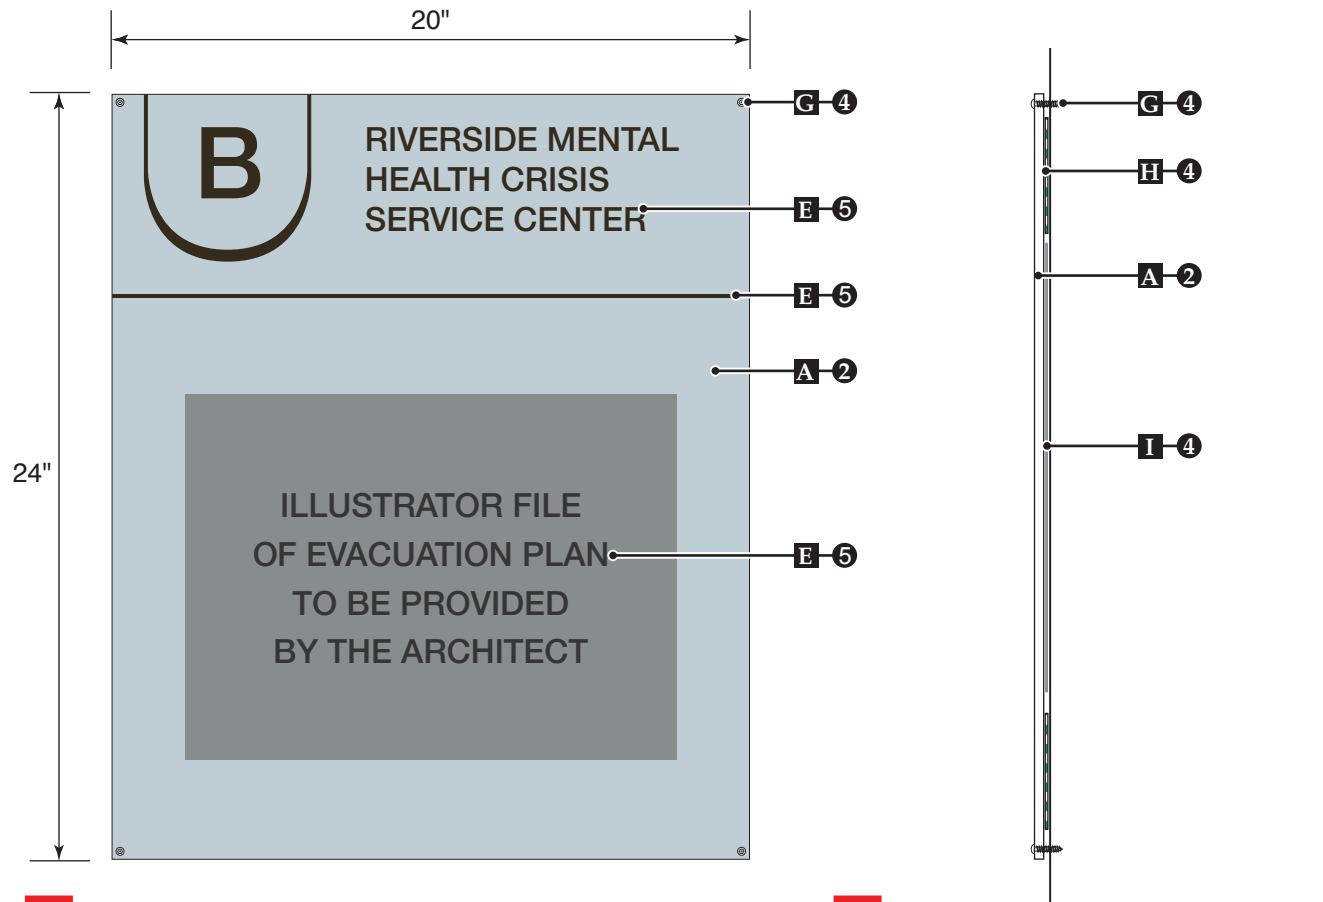 20"
G 4
G 4
B
RIVERSIDE MENTAL
HEALTH CRISIS
SERVICE CENTER
H 4
E 5
A 2
E 5
A 2
24"
I 4
ILLUSTRATOR FILE
OF EVACUATION PLAN
TO BE PROVIDED
BY THE ARCHITECT
E 5